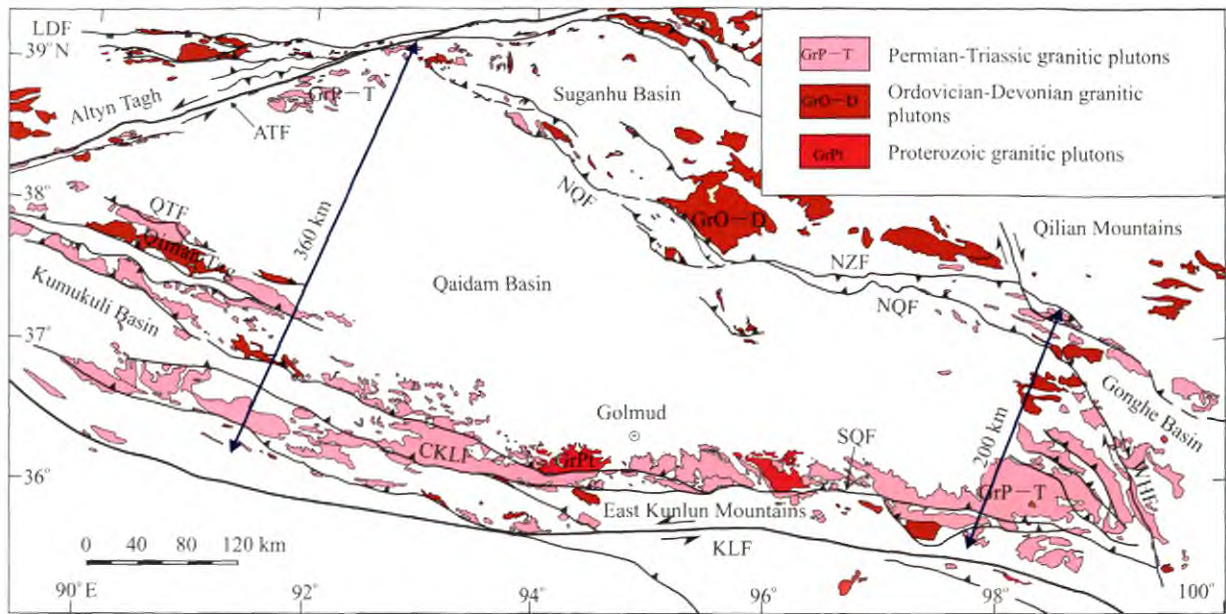 LDF
39°N
Altyn Tagh
ATF
GrP-T
Suganhu Basin
GrP-T Permian-Triassic granitic plutons
GrO-D Ordovician-Devonian granitic
plutons
GrPt Proterozoic granitic plutons
38°
QTF
Qiman Tag
360 km
NQF
GrO-D
Qilian Mountains
NZF
Kumukuli Basin
Qaidam Basin
NQF
37°
Gonghe Basin
Golmud
200 km
SQF
36°
CKLF
GrPt
GrP-T
WHF
East Kunlun Mountains
KLF
0 40 80 120 km
90°E 92° 94° 96° 98° 100°